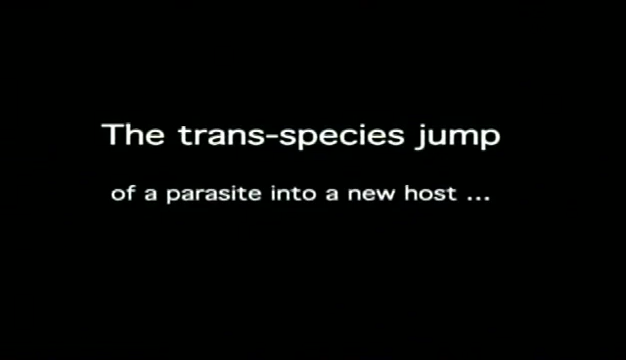 The trans-species jump
of a parasite into a new host ...